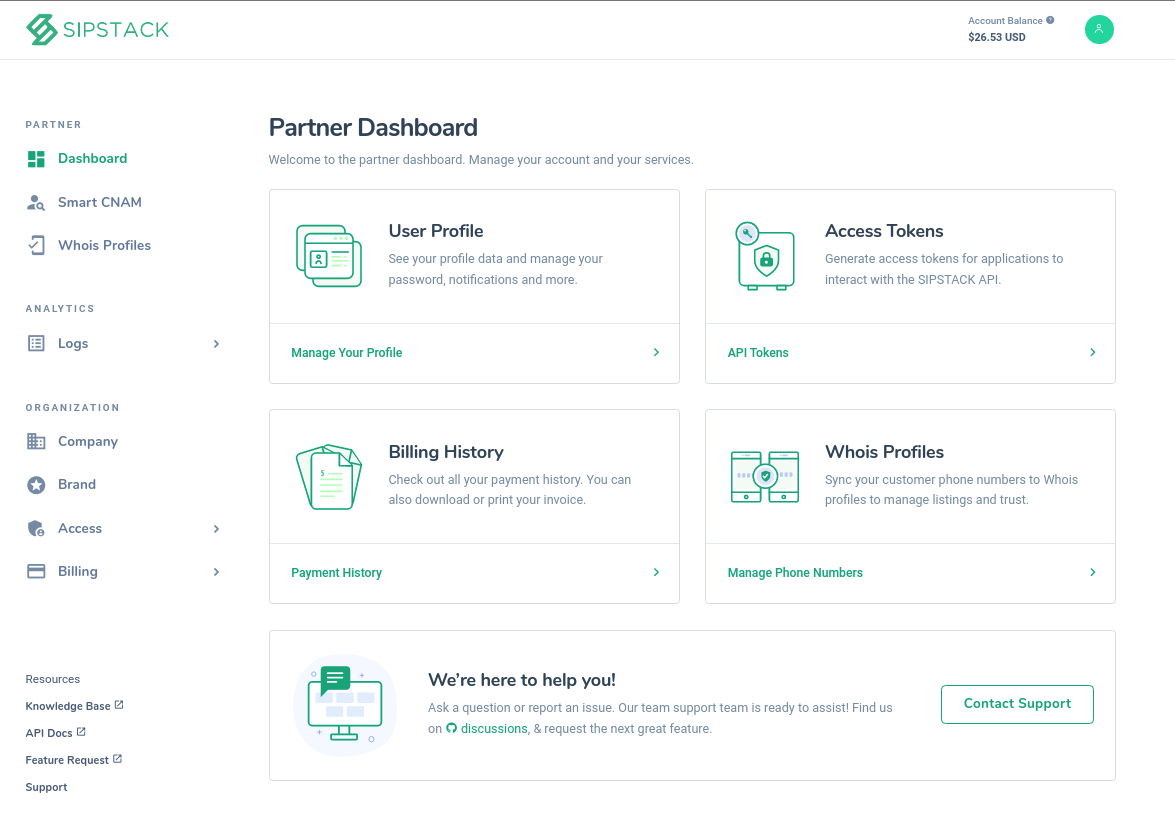 SIPSTACK
Account Balance
$26.53 USD
PARTNER
Dashboard
Smart CNAM
Whois Profiles
ANALYTICS
Logs
ORGANIZATION
Company
Brand
Access
Billing
Resources
Knowledge Base
API Docs
Feature Request
Support
Partner Dashboard
Welcome to the partner dashboard. Manage your account and your services.
User Profile
See your profile data and manage your
password, notifications and more.
Manage Your Profile
Access Tokens
Generate access tokens for applications to
interact with the SIPSTACK API.
API Tokens
$
Billing History
Check out all your payment history. You can
also download or print your invoice.
Payment History
Whois Profiles
Sync your customer phone numbers to Whois
profiles to manage listings and trust.
Manage Phone Numbers
We’re here to help you!
Ask a question or report an issue. Our team support team is ready to assist! Find us
on discussions, & request the next great feature.
Contact Support